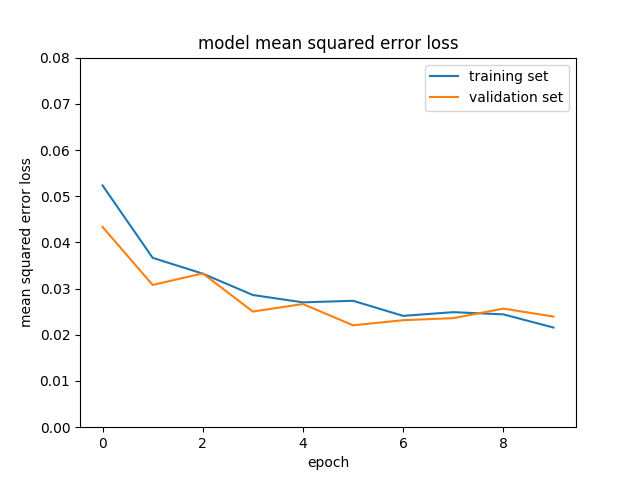 model mean squared error loss
training set
validation set
0.08
0.07
0.06
0.05
0.04
0.03
0.02
0.01
0.00
mean squared error loss
0 2 4 6 8
epoch